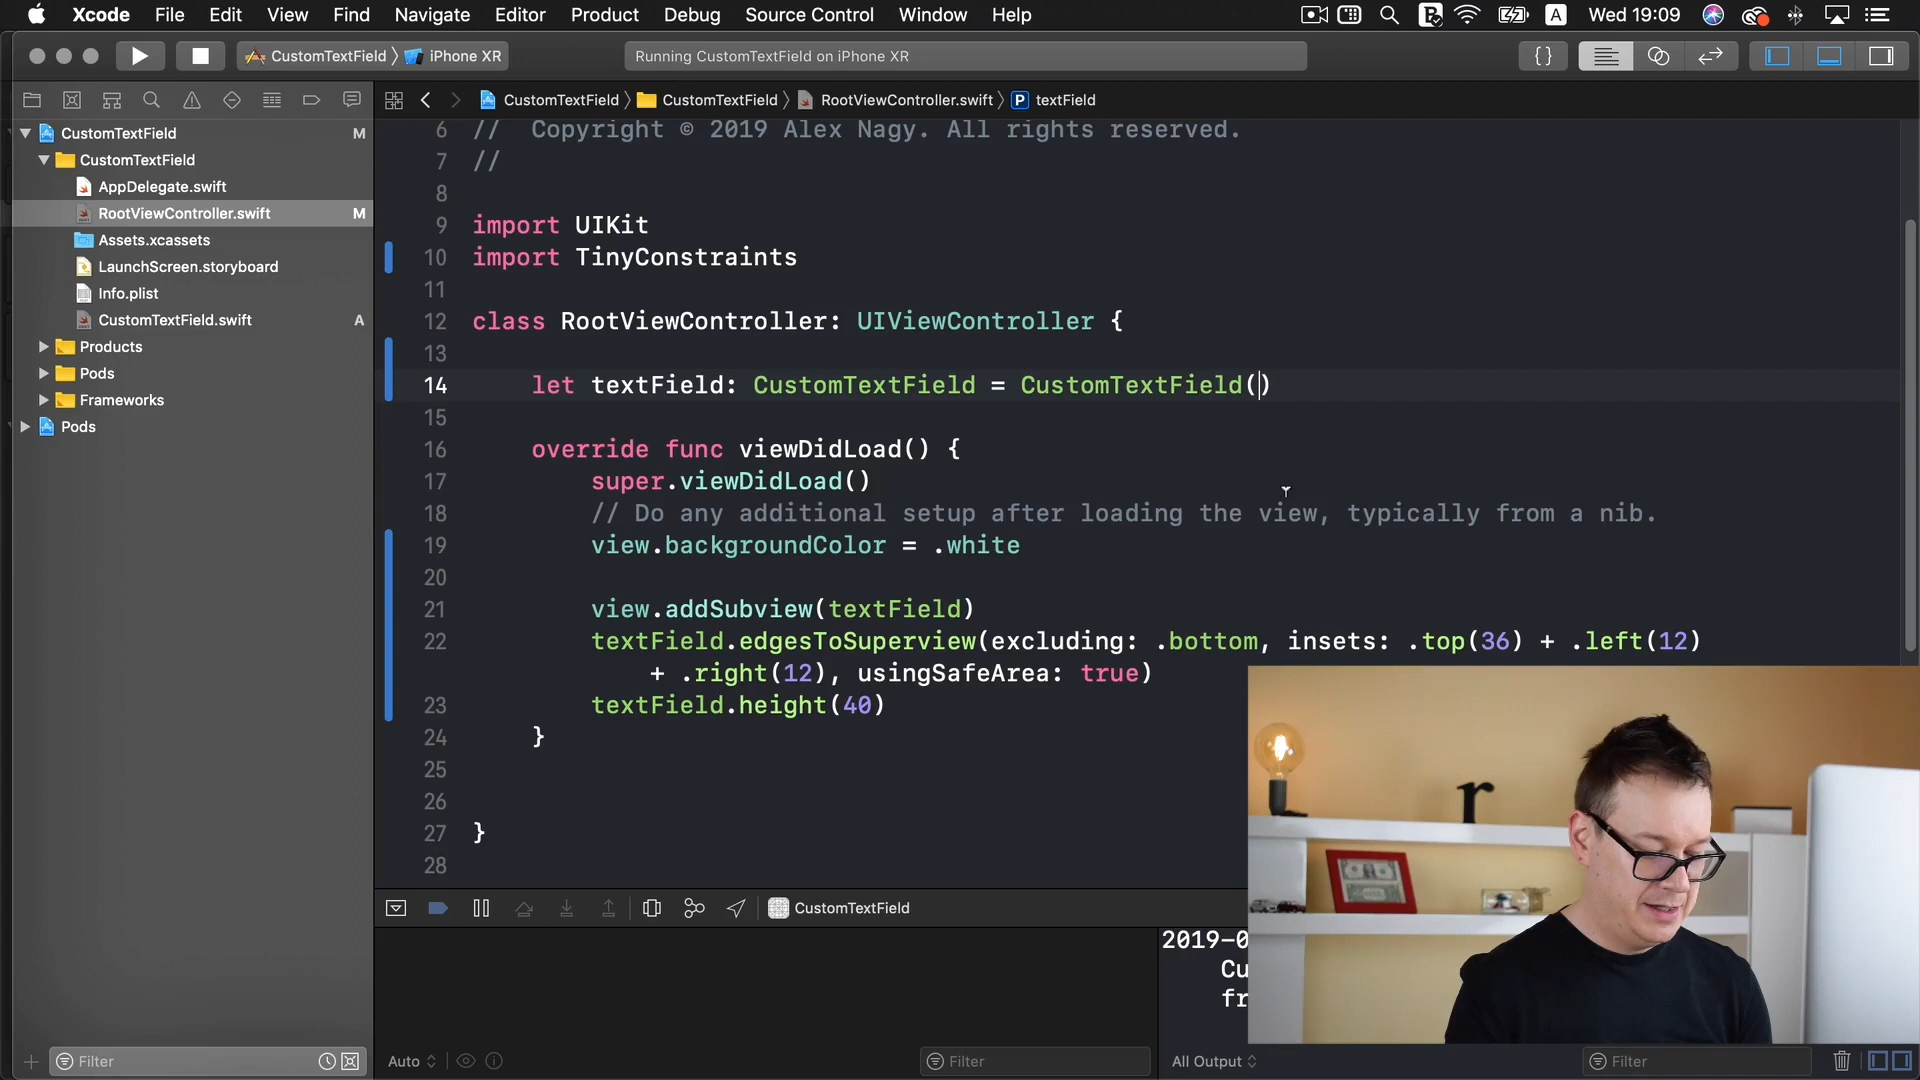 Xcode File Edit View Find Navigate Editor Product Debug Source Control Window Help
A Wed 19:09
CustomTextField iPhone XR
Running CustomTextField on iPhone XR
CustomTextField CustomTextField RootViewController.swift P textField
CustomTextField M
CustomTextField
AppDelegate.swift
RootViewController.swift M
Assets.xcassets
LaunchScreen.storyboard
Info.plist
CustomTextField.swift A
Products
Pods
Frameworks
Pods
6 // Copyright © 2019 Alex Nagy. All rights reserved.
7 //
8
9 import UIKit
10 import TinyConstraints
11
12 class RootViewController: UIViewController {
13
14 let textField: CustomTextField = CustomTextField()
15
16 override func viewDidLoad() {
17 super.viewDidLoad()
18 // Do any additional setup after loading the view, typically from a nib.
19 view.backgroundColor = .white
20
21 view.addSubview(textField)
22 textField.edgesToSuperview(excluding: .bottom, insets: .top(36) + .left(12)
+ .right(12), usingSafeArea: true)
23 textField.height(40)
24 }
25
26
27 }
28
CustomTextField
2019-0
Cu
fr
Filter
Auto
Filter
All Output
Filter